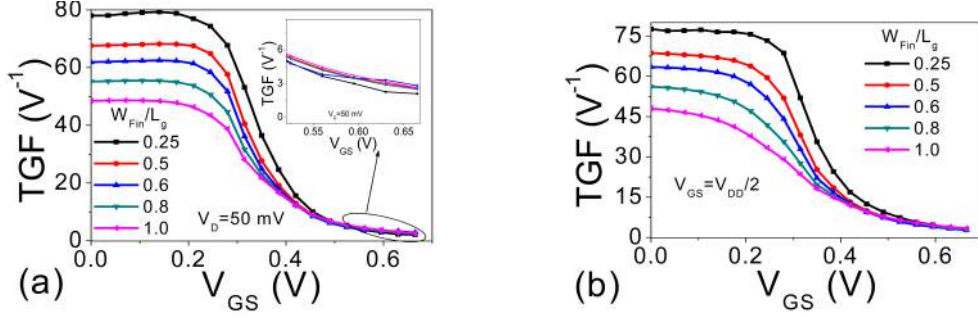 80
60
40
20
0
TGF (V⁻¹)
0.0
0.2
0.4
0.6
V_GS (V)
W_Fin/L_g
0.25
0.5
0.6
0.8
1.0
V_D=50 mV
6
3
0
TGF (V⁻¹)
0.55
0.60
0.65
V_GS (V)
(a)
75
60
45
30
15
0
TGF (V⁻¹)
0.0
0.2
0.4
0.6
V_GS (V)
W_Fin/L_g
0.25
0.5
0.6
0.8
1.0
V_GS=V_DD/2
(b)